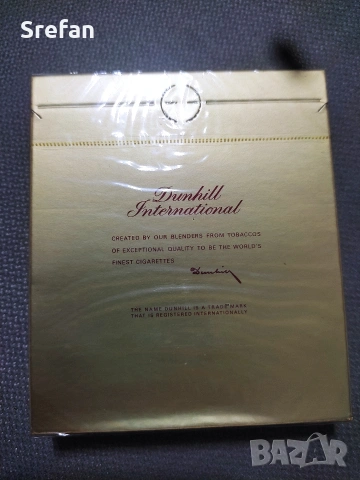 Srefan
Dunhill
International
CREATED BY OUR BLENDERS FROM TOBACCOS
OF EXCEPTIONAL QUALITY TO BE THE WORLD'S
FINEST CIGARETTES
Dunhill
THE NAME DUNHILL IS A TRADE MARK
THAT IS REGISTERED INTERNATIONALLY
BAZAR